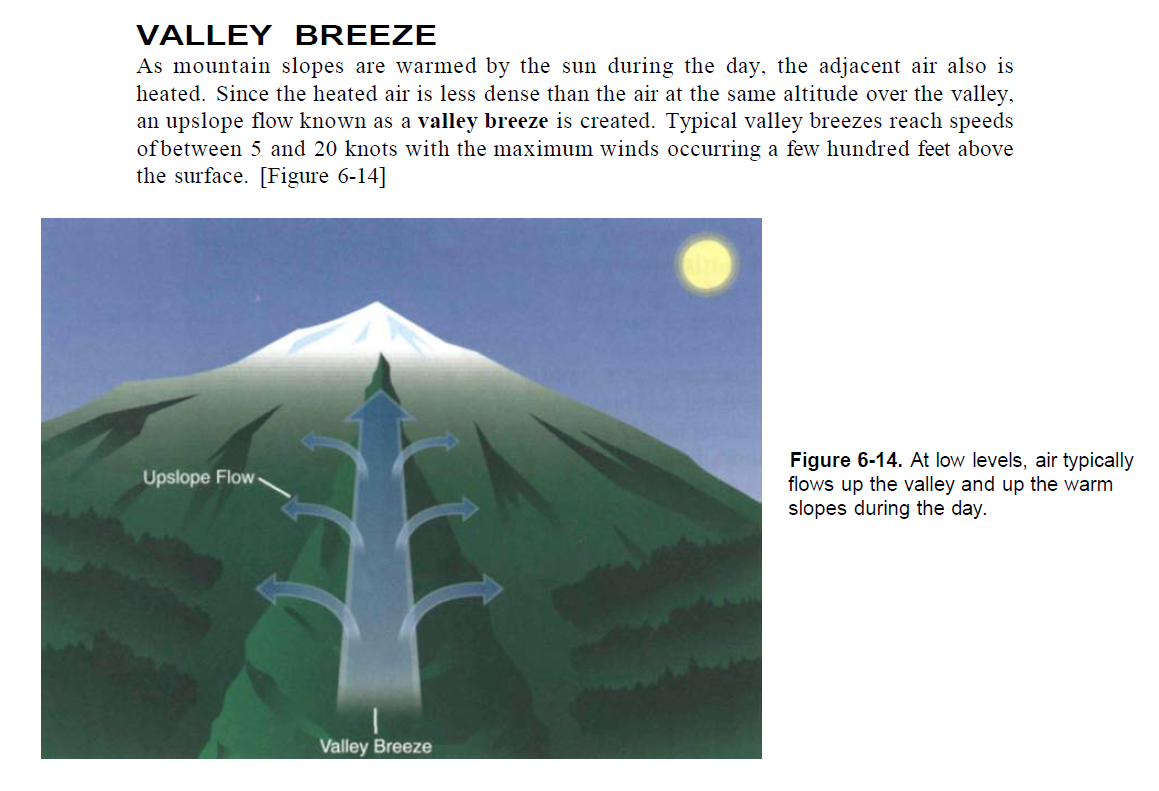 VALLEY BREEZE
As mountain slopes are warmed by the sun during the day, the adjacent air also is
heated. Since the heated air is less dense than the air at the same altitude over the valley,
an upslope flow known as a valley breeze is created. Typical valley breezes reach speeds
of between 5 and 20 knots with the maximum winds occurring a few hundred feet above
the surface. [Figure 6-14]
Upslope Flow
Valley Breeze
Figure 6-14. At low levels, air typically
flows up the valley and up the warm
slopes during the day.